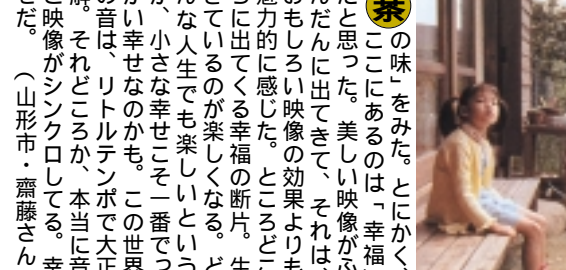 茶
の味」をみた。とにかく、
ここにあるのは「幸福
だと思った。美しい映像がふ
んだんに出てきて、それは、
おもしろい映像の効果よりも
魅力的に感じた。ところどこ
ろに出てくる幸福の断片。生
きているのが楽しくなる。ど
んな人生でも楽しいという
か、小さな幸せこそ一番でっ
かい幸せなのかも。この世界
の音は、リトルテンポで大正
解。それどころか、本当に音
と映像がシンクロしてる。幸
せだ。　（山形市・齋藤さん